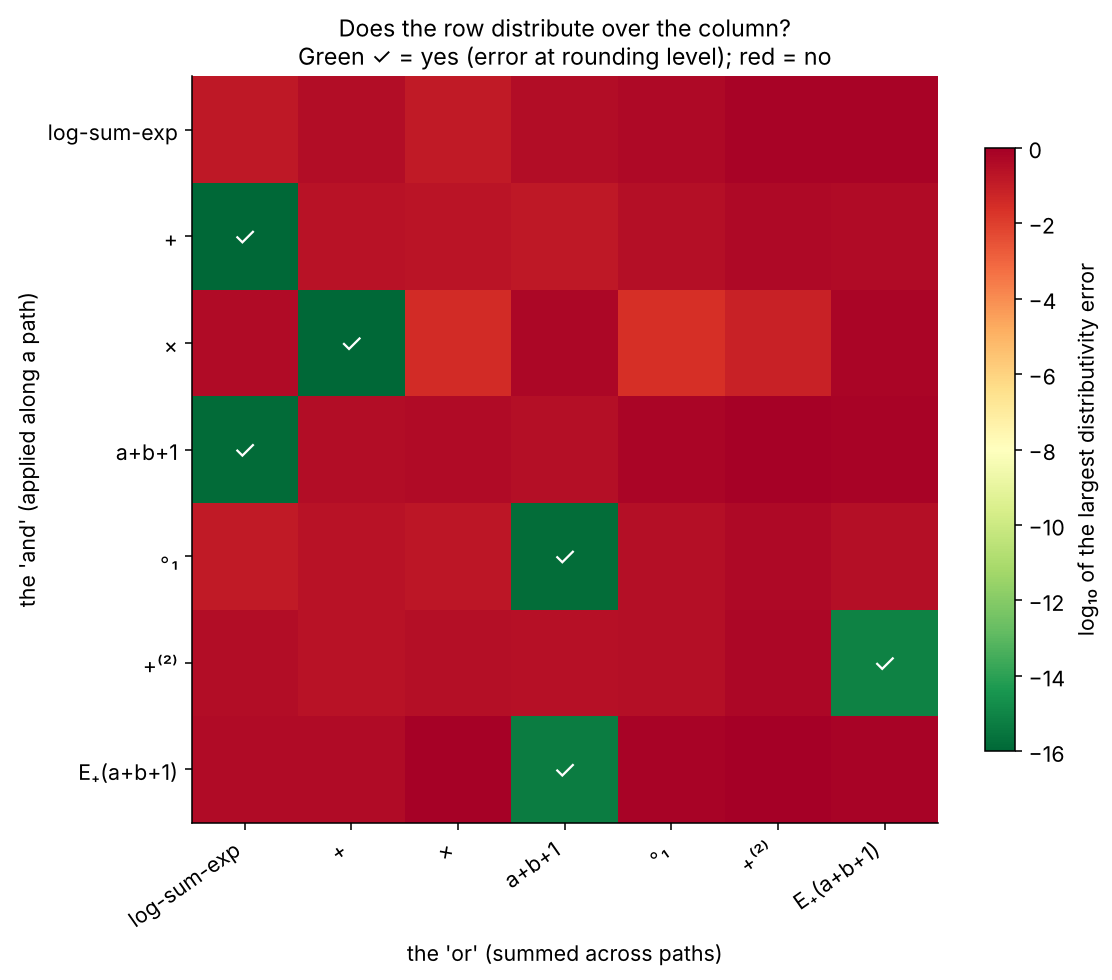 Does the row distribute over the column?
Green ✓ = yes (error at rounding level); red = no
log-sum-exp
+
×
a+b+1
∘₁
+⁽²⁾
E₊(a+b+1)
the 'and' (applied along a path)
log-sum-exp
+
×
a+b+1
∘₁
+⁽²⁾
E₊(a+b+1)
the 'or' (summed across paths)
0
−2
−4
−6
−8
−10
−12
−14
−16
log₁₀ of the largest distributivity error